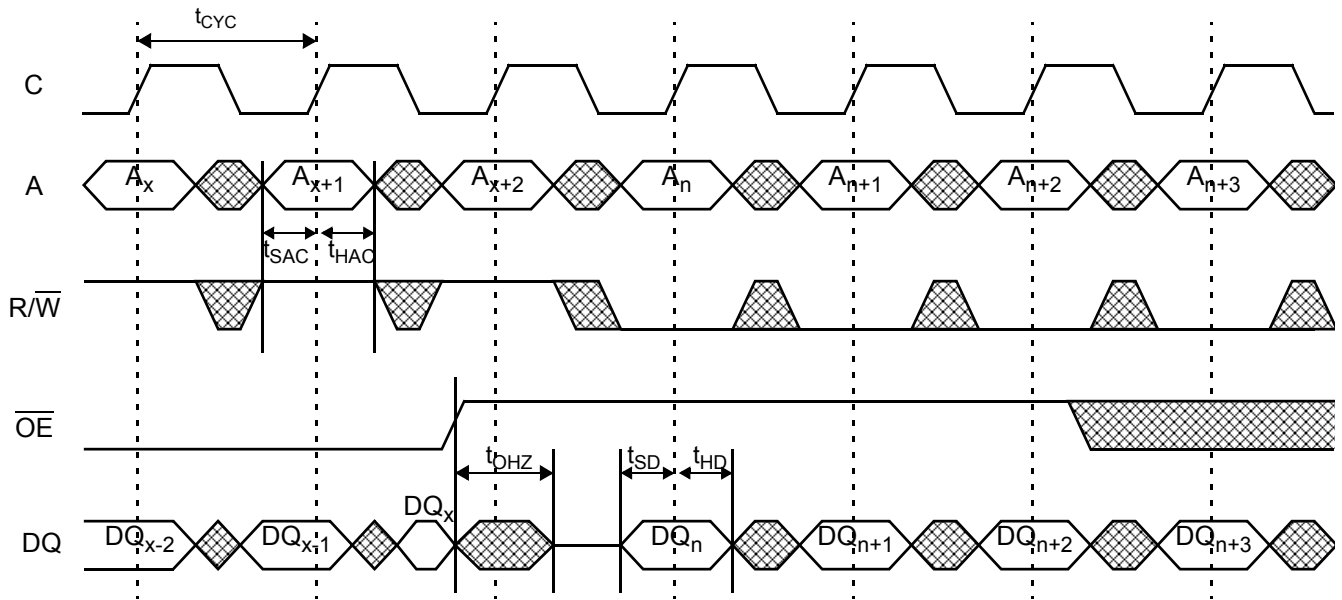 tCYC
C
A Ax Ax+1 Ax+2 An An+1 An+2 An+3
tSAC tHAC
R/W̅
O̅E̅
tOHZ tSD tHD
DQx
DQ DQx-2 DQx-1 DQn DQn+1 DQn+2 DQn+3